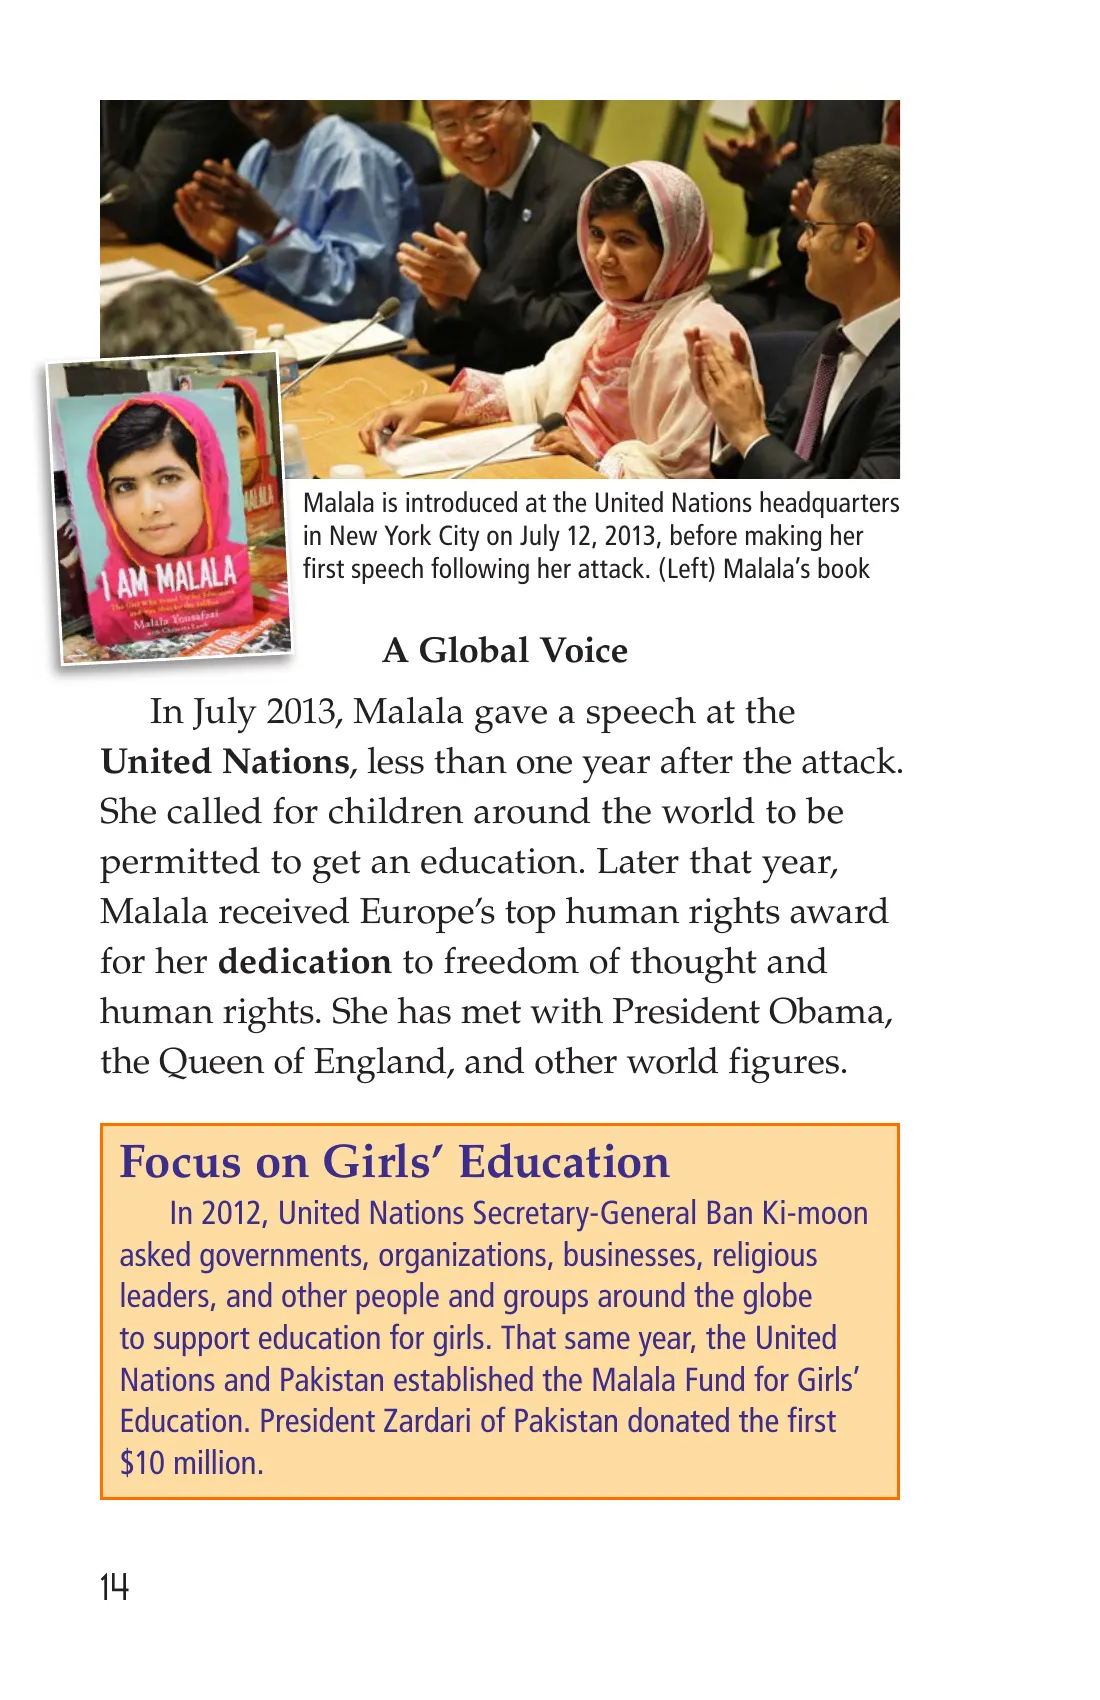 I AM MALALA
Malala Yousafzai
MALALA
Malala is introduced at the United Nations headquarters
in New York City on July 12, 2013, before making her
first speech following her attack. (Left) Malala’s book
A Global Voice
In July 2013, Malala gave a speech at the
United Nations, less than one year after the attack.
She called for children around the world to be
permitted to get an education. Later that year,
Malala received Europe’s top human rights award
for her dedication to freedom of thought and
human rights. She has met with President Obama,
the Queen of England, and other world figures.
Focus on Girls’ Education
In 2012, United Nations Secretary-General Ban Ki-moon
asked governments, organizations, businesses, religious
leaders, and other people and groups around the globe
to support education for girls. That same year, the United
Nations and Pakistan established the Malala Fund for Girls’
Education. President Zardari of Pakistan donated the first
$10 million.
14